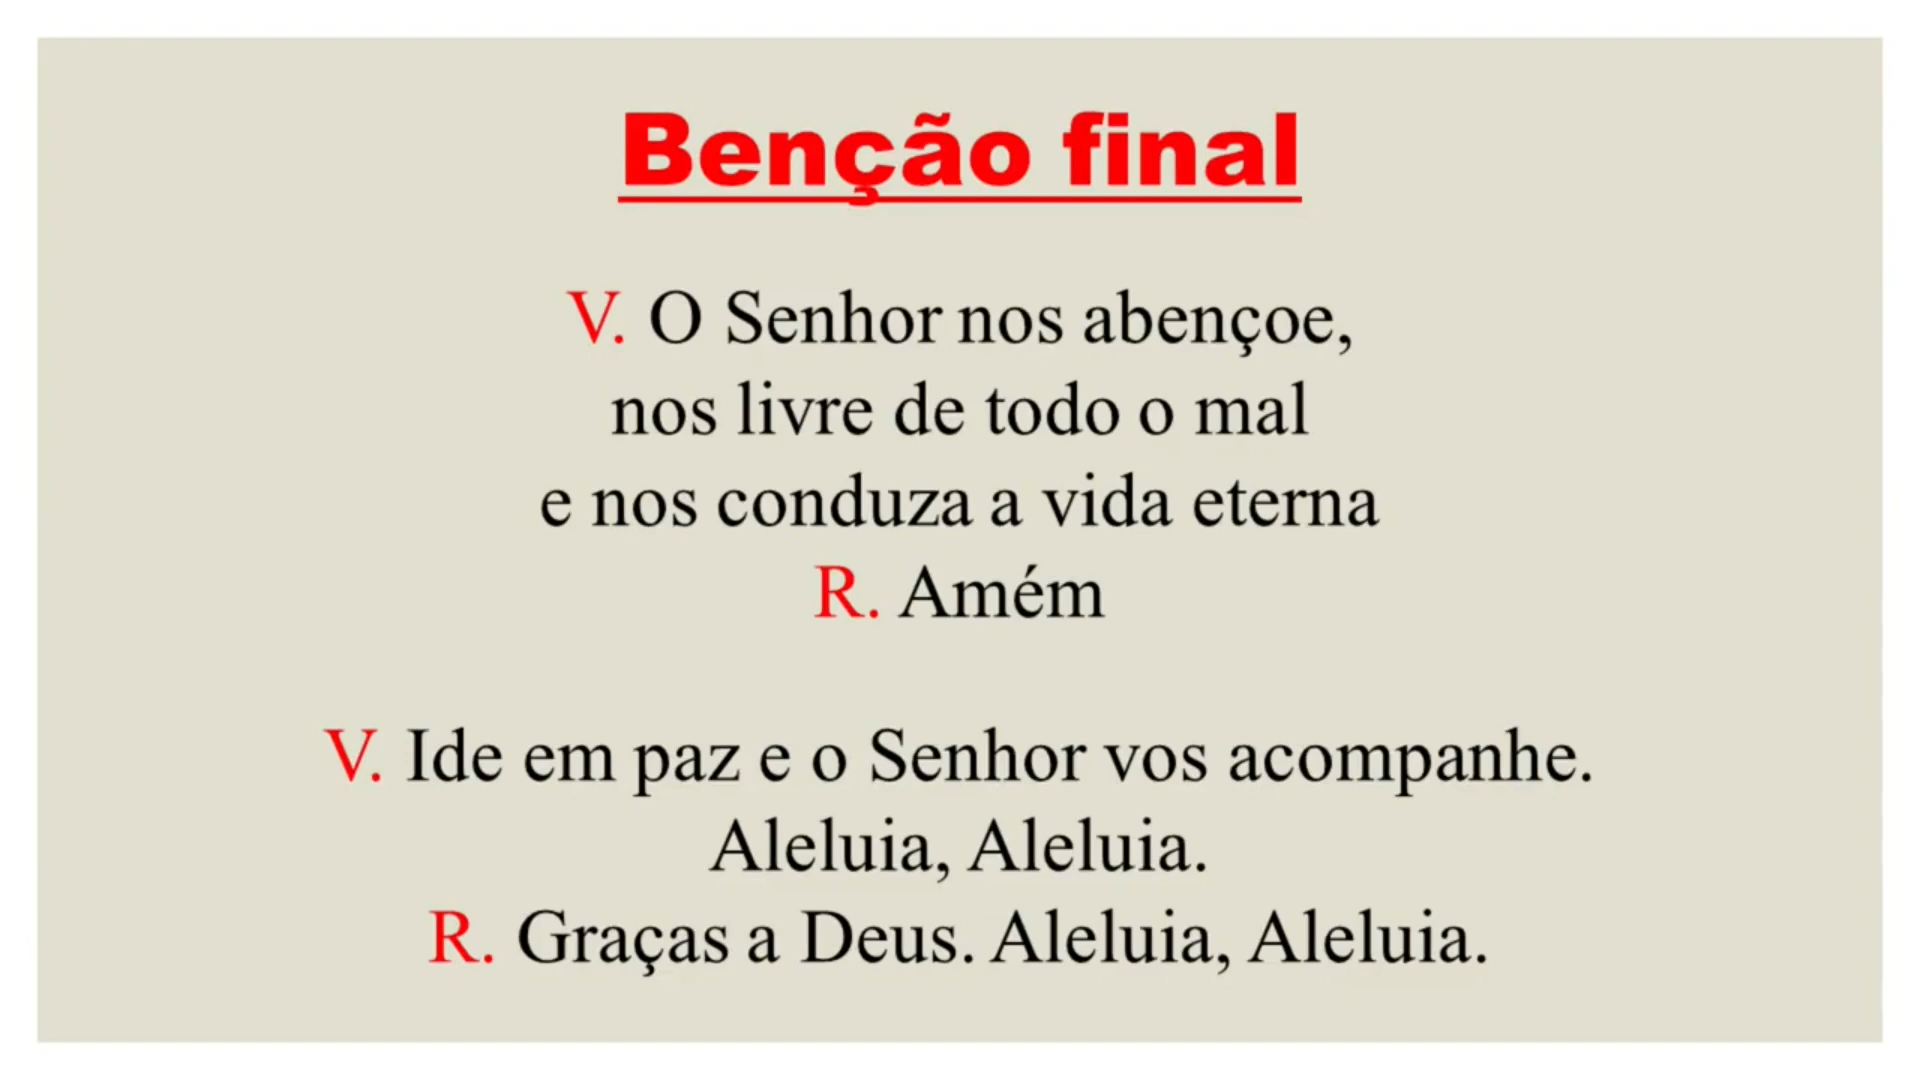 Benção final
V. O Senhor nos abençoe,
nos livre de todo o mal
e nos conduza a vida eterna
R. Amém
V. Ide em paz e o Senhor vos acompanhe.
Aleluia, Aleluia.
R. Graças a Deus. Aleluia, Aleluia.